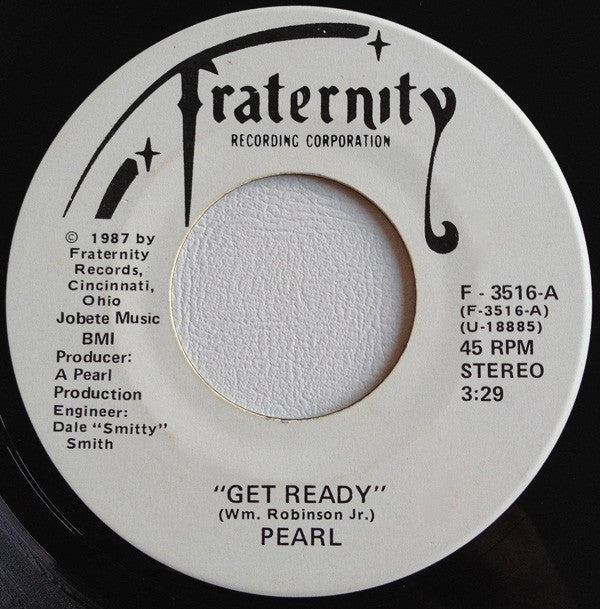 Fraternity
RECORDING CORPORATION
© 1987 by
Fraternity
Records,
Cincinnati,
Ohio
Jobete Music
BMI
Producer:
A Pearl
Production
Engineer:
Dale "Smitty"
Smith
F - 3516-A
(F-3516-A)
(U-18885)
45 RPM
STEREO
3:29
"GET READY"
(Wm. Robinson Jr.)
PEARL